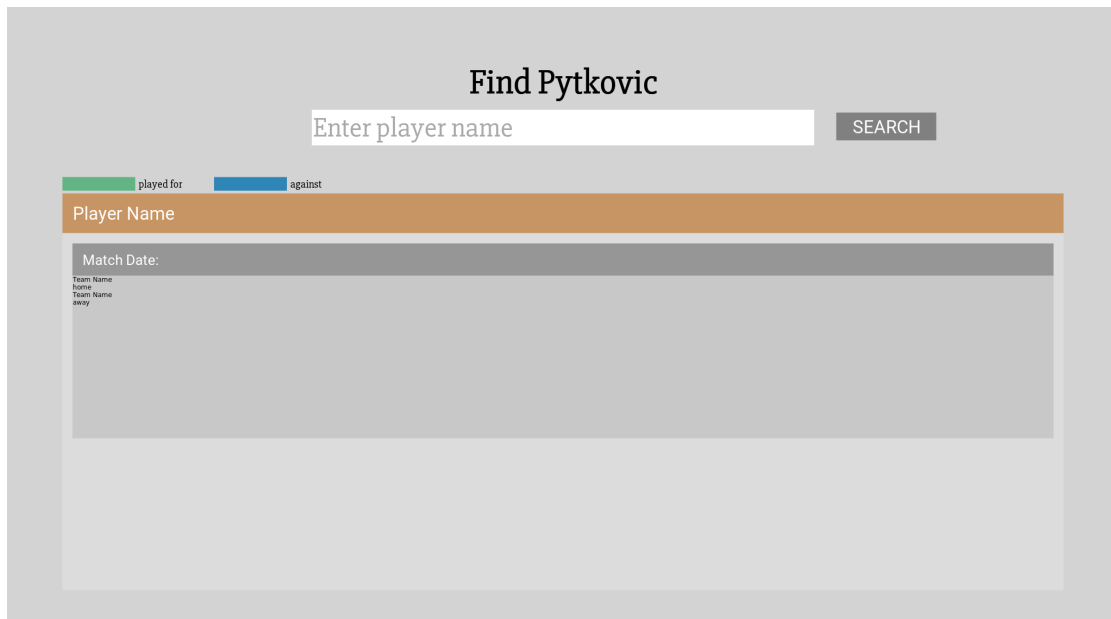 Find Pytkovic
Enter player name
SEARCH
played for
against
Player Name
Match Date:
Team Name
home
Team Name
away